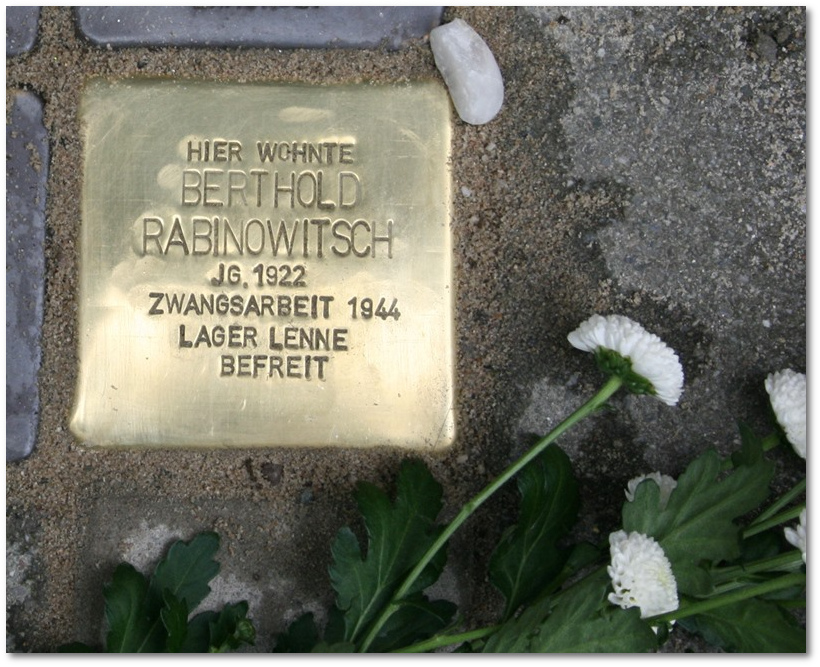 HIER WOHNTE
BERTHOLD
RABINOWITSCH
JG. 1922
ZWANGSARBEIT 1944
LAGER LENNE
BEFREIT